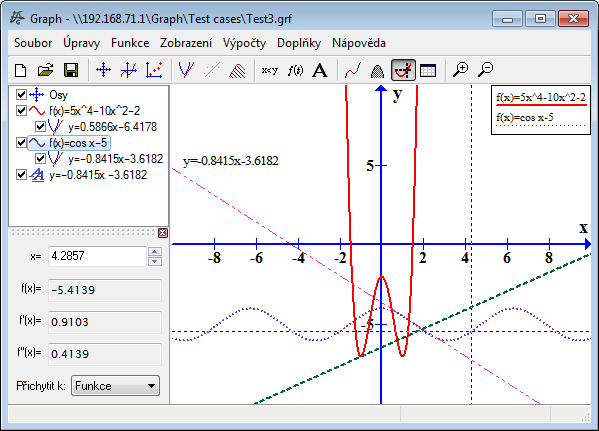 Graph - \\192.168.71.1\Graph\Test cases\Test3.grf
Soubor Úpravy Funkce Zobrazení Výpočty Doplňky Nápověda
x<y f(x) A
Osy
f(x)=5x^4-10x^2-2
y=0.5866x-6.4178
f(x)=cos x-5
y=-0.8415x-3.6182
y=-0.8415x -3.6182
x= 4.2857
f(x)= -5.4139
f'(x)= 0.9103
f''(x)= 0.4139
Přichytit k: Funkce
y
f(x)=5x^4-10x^2-2
f(x)=cos x-5
y=-0.8415x-3.6182
5
x
-8 -6 -4 -2 2 4 6 8
-5